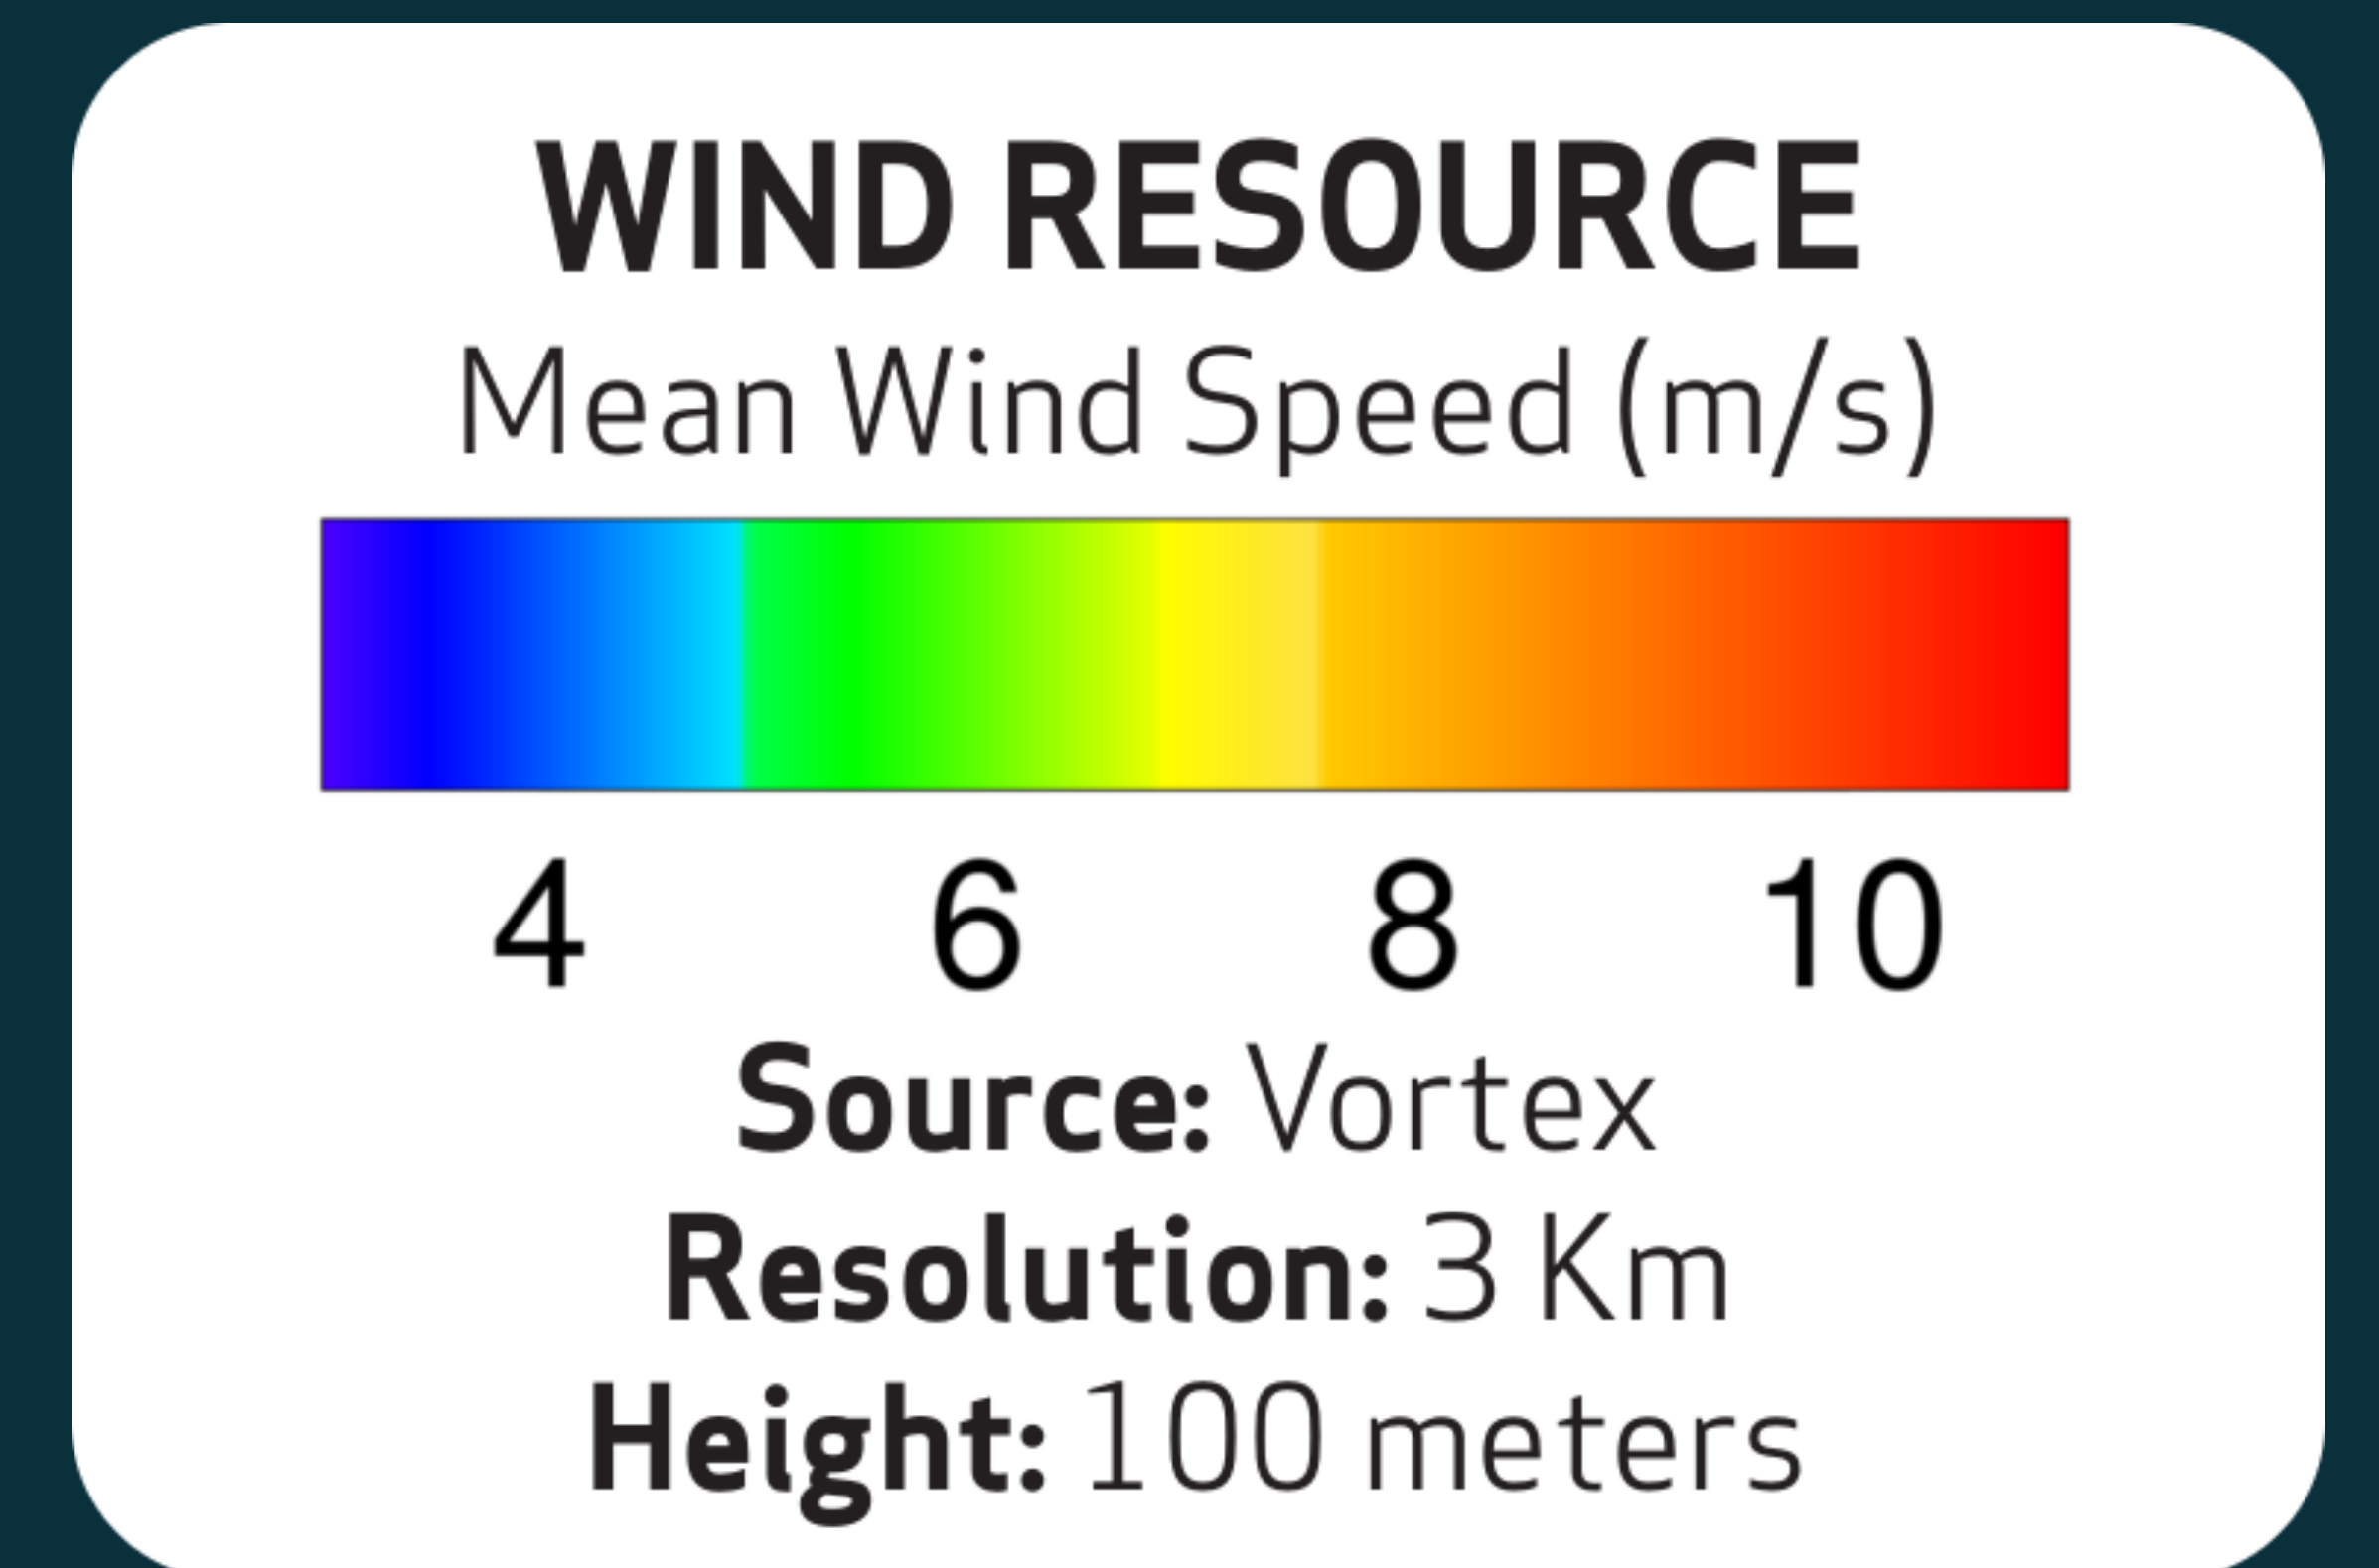 WIND RESOURCE
Mean Wind Speed (m/s)
4 6 8 10
Source: Vortex
Resolution: 3 Km
Height: 100 meters